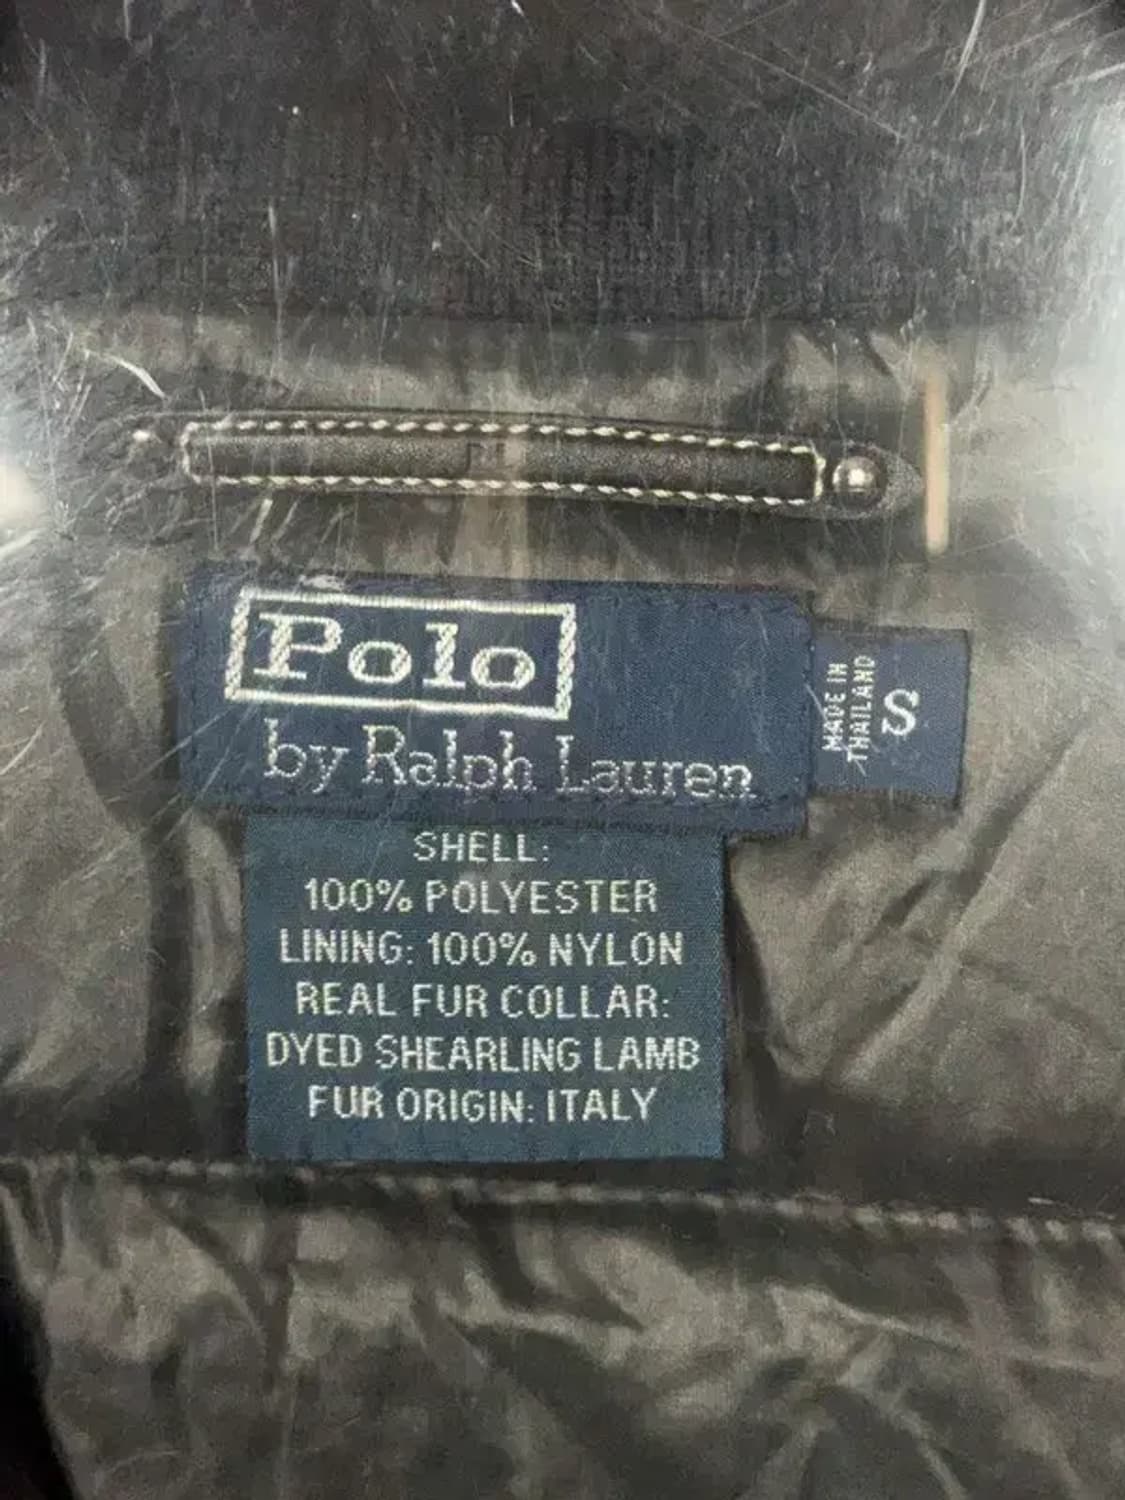 Polo
by Ralph Lauren
MADE IN
THAILAND
S
SHELL:
100% POLYESTER
LINING: 100% NYLON
REAL FUR COLLAR:
DYED SHEARLING LAMB
FUR ORIGIN: ITALY